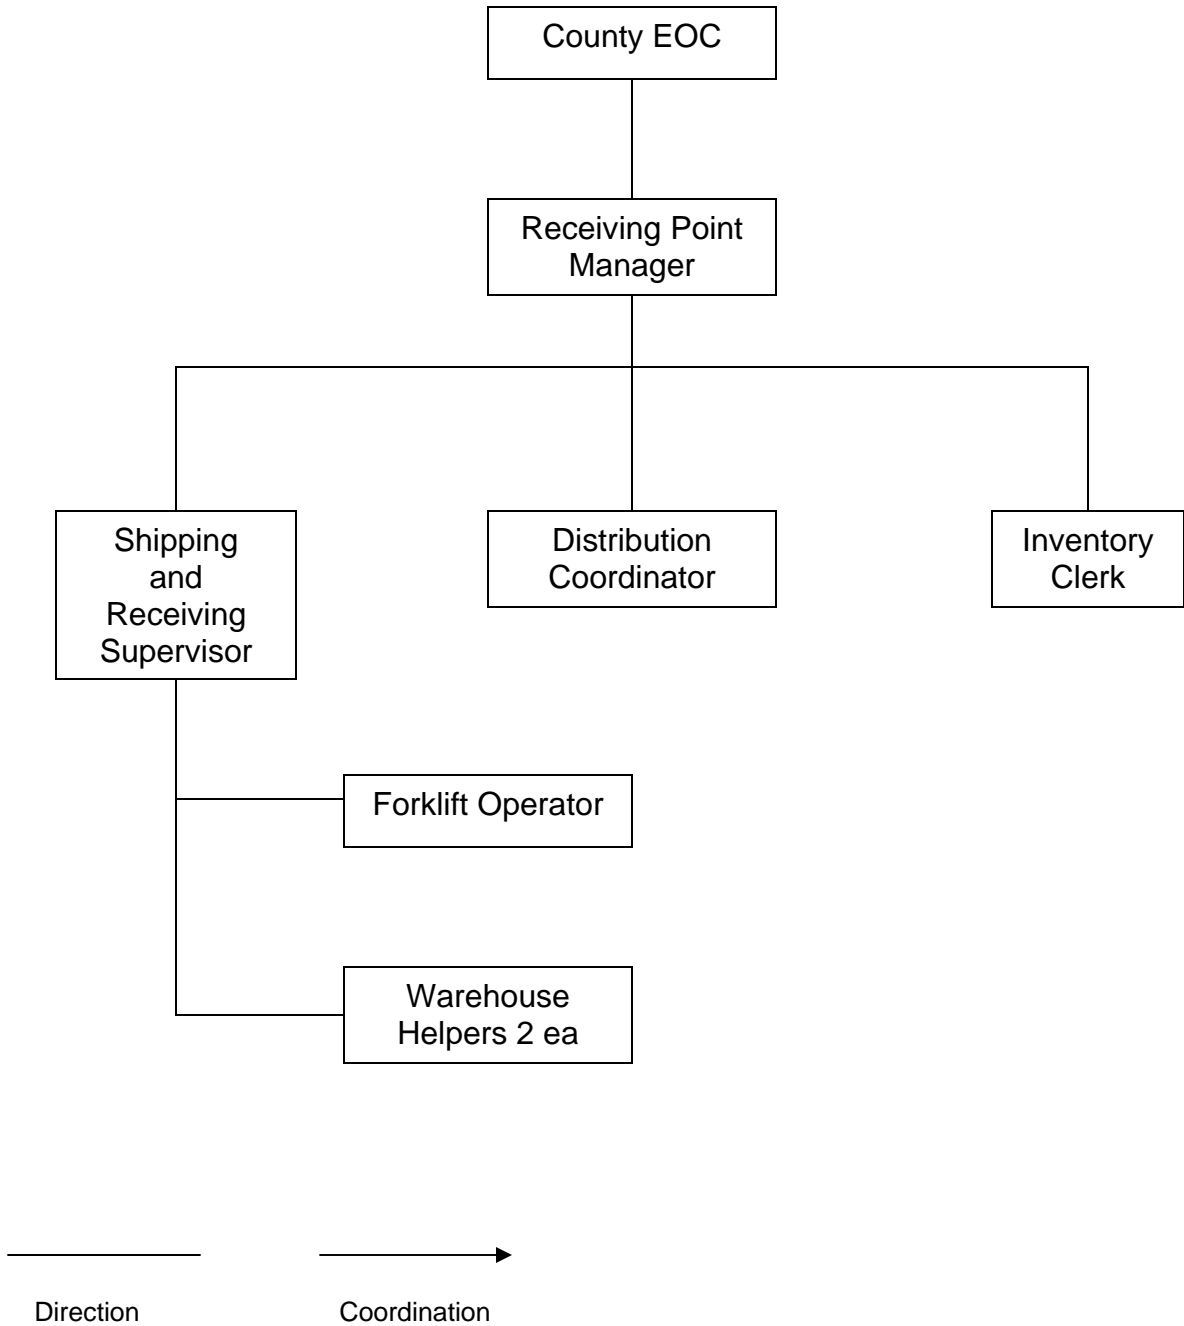 County EOC
Receiving Point
Manager
Shipping
and
Receiving
Supervisor
Distribution
Coordinator
Inventory
Clerk
Forklift Operator
Warehouse
Helpers 2 ea
Direction
Coordination